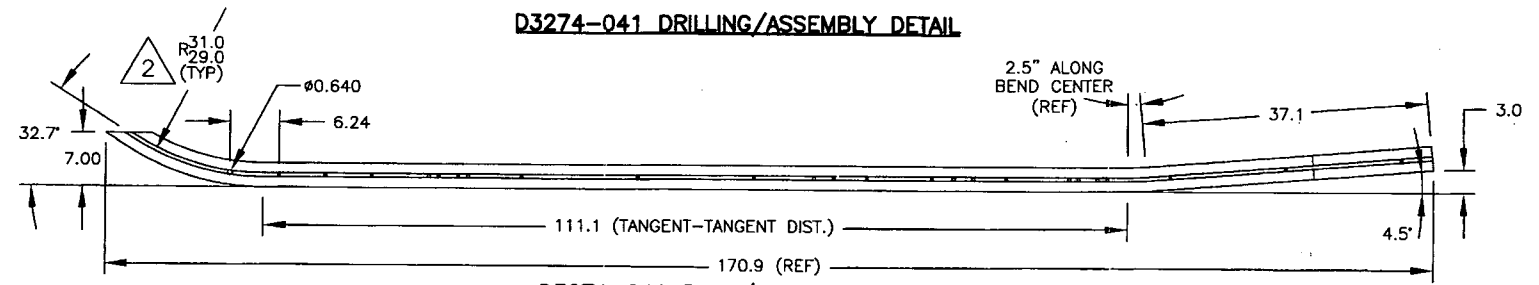 D3274-041 DRILLING/ASSEMBLY DETAIL
2
R31.0
29.0
(TYP)
ø0.640
6.24
2.5" ALONG
BEND CENTER
(REF)
37.1
3.0
32.7°
7.00
111.1 (TANGENT-TANGENT DIST.)
4.5°
170.9 (REF)